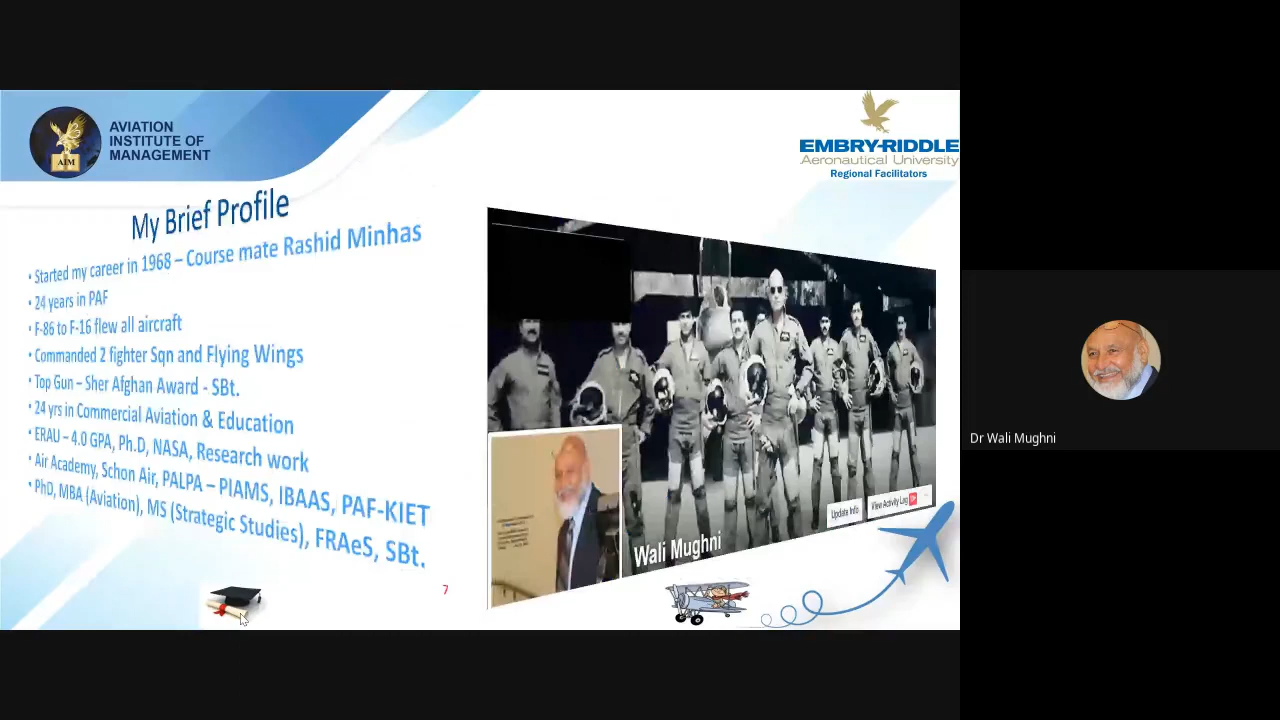 AVIATION
INSTITUTE OF
MANAGEMENT
AIM
EMBRY-RIDDLE
Aeronautical University
Regional Facilitators
My Brief Profile
• Started my career in 1968 – Course mate Rashid Minhas
• 24 years in PAF
• F-86 to F-16 flew all aircraft
• Commanded 2 fighter Sqn and Flying Wings
• Top Gun – Sher Afghan Award - SBt.
• 24 yrs in Commercial Aviation & Education
• ERAU – 4.0 GPA, Ph.D, NASA, Research work
• Air Academy, Schon Air, PALPA – PIAMS, IBAAS, PAF-KIET
• PhD, MBA (Aviation), MS (Strategic Studies), FRAeS, SBt.
7
Wali Mughni
Update Info
View Activity Log
Dr Wali Mughni